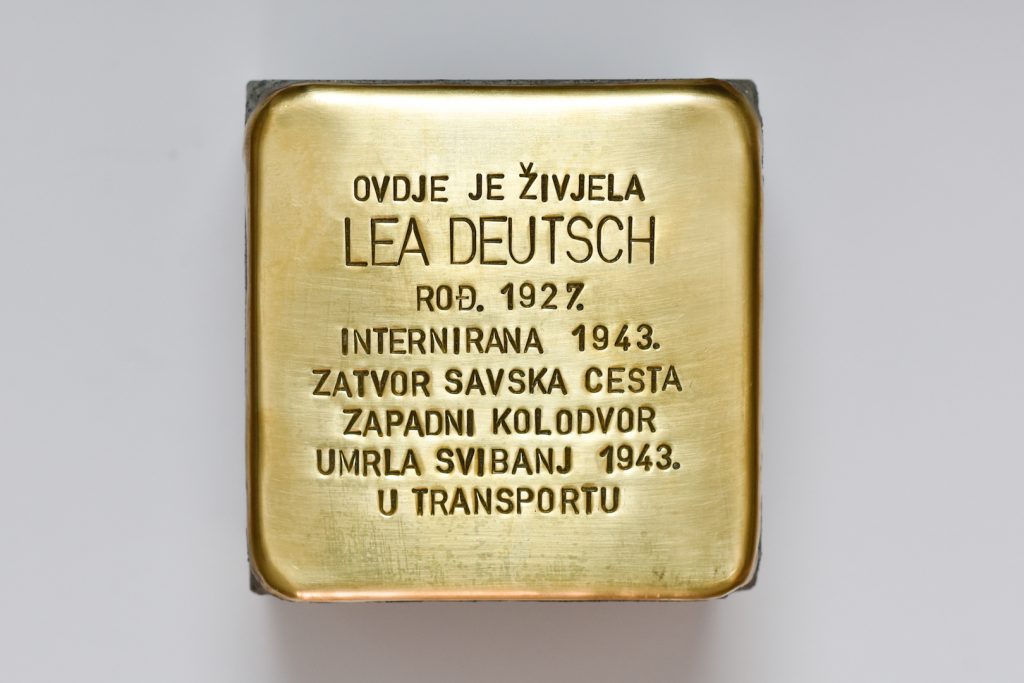 OVDJE JE ŽIVJELA
LEA DEUTSCH
ROĐ. 1927.
INTERNIRANA 1943.
ZATVOR SAVSKA CESTA
ZAPADNI KOLODVOR
UMRLA SVIBANJ 1943.
U TRANSPORTU